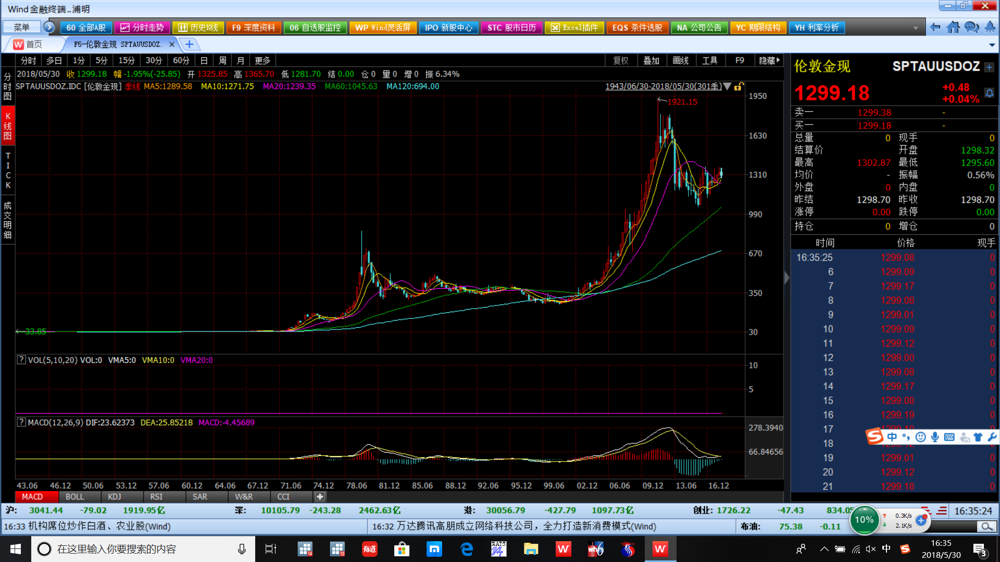 Wind金融终端..浦明
菜单 60 全部A股 分时走势 历史K线 F9 深度资料 06 自选股监控 WP Wind灵活屏 IPO 新股中心 STC 股市日历 Excel插件 EQS 条件选股 NA 公司公告 YC 期限结构 YH 利率分析
W 首页 F5-伦敦金现 SPTAUUSDOZ. × +
分时 多日 1分 5分 15分 30分 60分 日 周 月 更多 复权 叠加 画线 工具 F9 隐藏
2018/05/30 收 1299.18 幅 -1.95%(-25.85) 开 1325.85 高 1365.70 低 1281.70 结 0.00 仓 0 量 0 增 0 振 6.34%
SPTAUUSDOZ.IDC [伦敦金现] 季线 MA5:1289.58 MA10:1271.75 MA20:1239.35 MA60:1045.63 MA120:694.00 1943/06/30-2018/05/30(301季)
分时图
K线图
TICK
成交明细
1921.15
33.85
1950
1630
1310
990
670
350
30
? VOL(5,10,20) VOL:0 VMA5:0 VMA10:0 VMA20:0
10
5
? MACD(12,26,9) DIF:23.62373 DEA:25.85218 MACD:-4.45689
278.3940
66.84656
43.06 46.12 50.06 53.12 57.06 60.12 64.06 67.12 71.06 74.12 78.06 81.12 85.06 88.12 92.06 95.12 99.06 02.12 06.06 09.12 13.06 16.12
MACD BOLL KDJ RSI SAR W&R CCI
伦敦金现 SPTAUUSDOZ
1299.18 +0.48
+0.04%
卖一 1299.38 -
买一 1299.18 -
总量 0 现手 0
结算价 开盘 1298.32
最高 1302.87 最低 1295.60
均价 - 振幅 0.56%
外盘 0 内盘 0
昨结 1298.70 昨收 1298.70
涨停 0.00 跌停 0.00
持仓 0 增仓 0
时间 价格 现手
16:35:25 1299.08 0
6 1299.09 0
7 1299.17 0
8 1299.08 0
9 1299.01 0
10 1299.09 0
11 1299.12 0
12 1299.00 0
13 1299.08 0
14 1299.17 0
15 1299.08 0
16 1299.19 0
17
18
19 1299.01 0
20 1299.12 0
21 1299.18 0
S 中
沪: 3041.44 -79.02 1919.95亿 深: 10105.79 -243.28 2462.63亿 港: 30056.79 -427.79 1097.73亿 创业: 1726.22 -47.43 16:35:24
16:33 机构席位炒作白酒、农业股(Wind) 16:32 万达腾讯高朋成立网络科技公司，全力打造新消费模式(Wind) 布油: 75.38 -0.11
10% 0.3K/s
2.1K/s
在这里输入你要搜索的内容 14 13 有道 wh6 W 中
16:35
2018/5/30
3